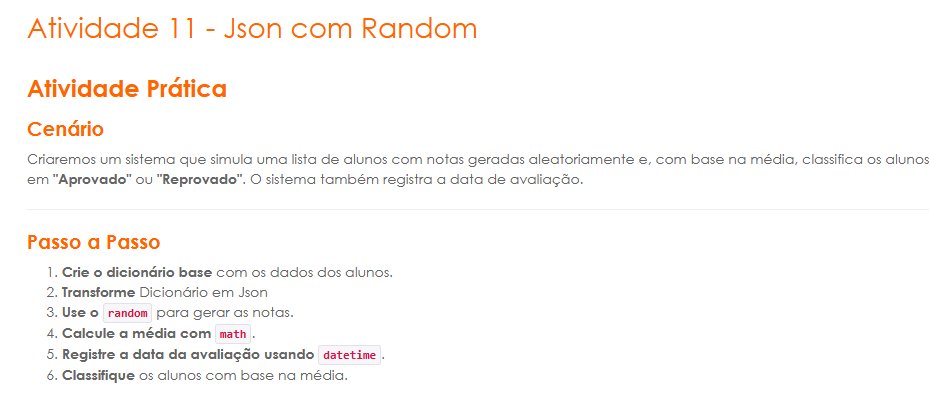 Atividade 11 - Json com Random
Atividade Prática
Cenário
Criaremos um sistema que simula uma lista de alunos com notas geradas aleatoriamente e, com base na média, classifica os alunos
em "Aprovado" ou "Reprovado". O sistema também registra a data de avaliação.
Passo a Passo
1. Crie o dicionário base com os dados dos alunos.
2. Transforme Dicionário em Json
3. Use o random para gerar as notas.
4. Calcule a média com math.
5. Registre a data da avaliação usando datetime.
6. Classifique os alunos com base na média.